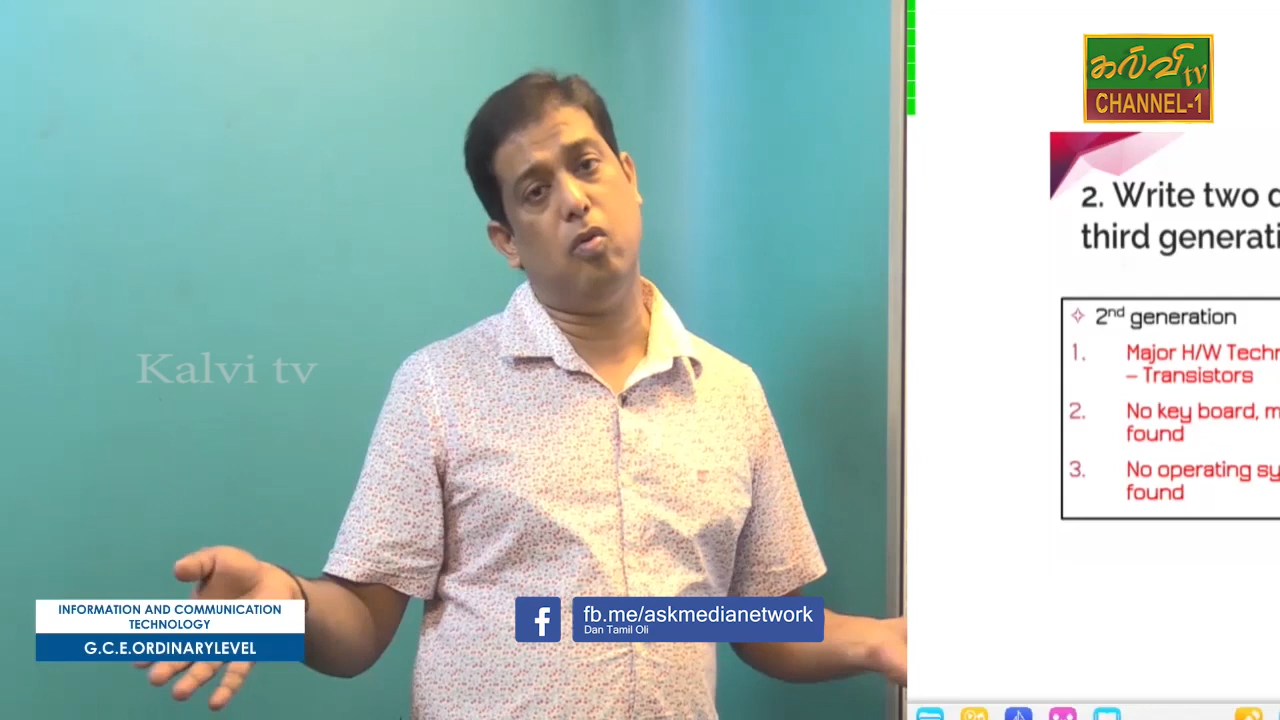 கல்வி tv
CHANNEL-1
2. Write two
third generati
✧ 2nd generation
1. Major H/W Techn
– Transistors
2. No key board, m
found
3. No operating sy
found
Kalvi tv
INFORMATION AND COMMUNICATION
TECHNOLOGY
G.C.E.ORDINARYLEVEL
f fb.me/askmedianetwork
Dan Tamil Oli